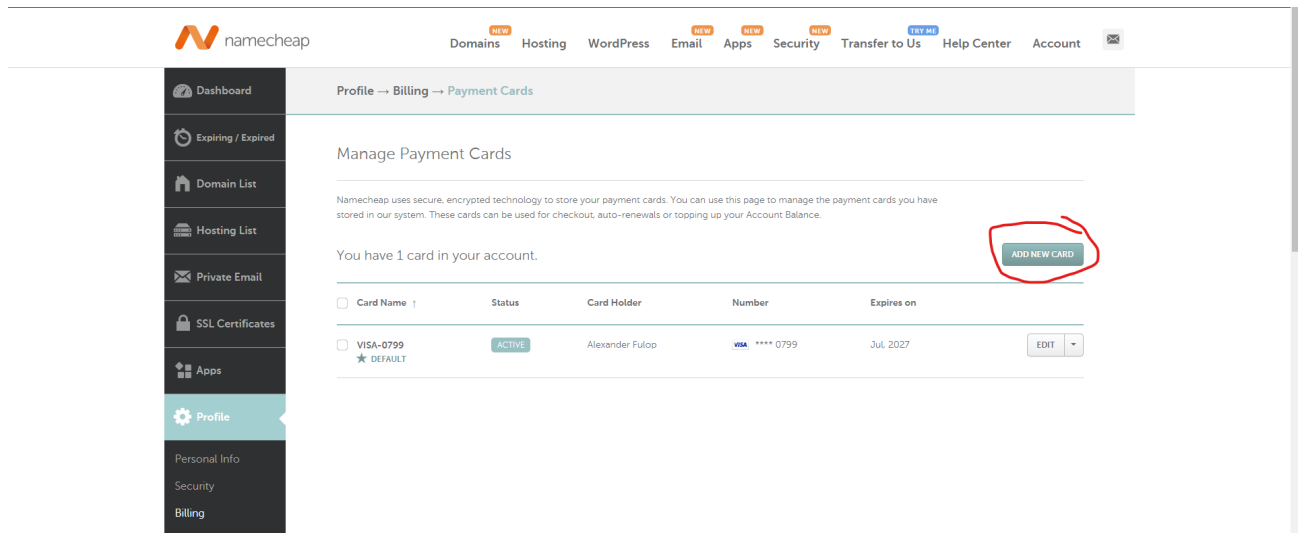 namecheap
NEW NEW NEW NEW TRY ME
Domains Hosting WordPress Email Apps Security Transfer to Us Help Center Account
Dashboard
Expiring / Expired
Domain List
Hosting List
Private Email
SSL Certificates
Apps
Profile
Personal Info
Security
Billing
Profile → Billing → Payment Cards
Manage Payment Cards
Namecheap uses secure, encrypted technology to store your payment cards. You can use this page to manage the payment cards you have
stored in our system. These cards can be used for checkout, auto-renewals or topping up your Account Balance.
You have 1 card in your account.
ADD NEW CARD
Card Name ↑ Status Card Holder Number Expires on
VISA-0799 ACTIVE Alexander Fulop VISA **** 0799 Jul, 2027 EDIT
★ DEFAULT